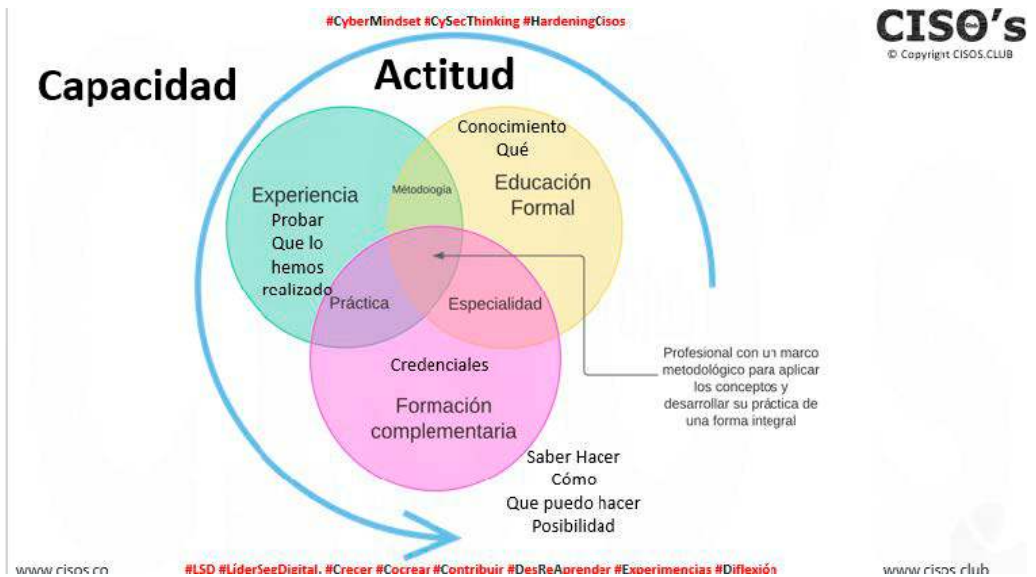 #CyberMindset #CySecThinking #HardeningCisos
CISO's
© Copyright CISOS.CLUB
Capacidad
Actitud
Conocimiento
Qué
Educación
Formal
Metodología
Experiencia
Probar
Que lo
hemos
realizado
Práctica
Especialidad
Credenciales
Formación
complementaria
Profesional con un marco
metodológico para aplicar
los conceptos y
desarrollar su práctica de
una forma integral
Saber Hacer
Cómo
Que puedo hacer
Posibilidad
www.cisos.co
#LSD #LíderSegDigital, #Crecer #Cocrear #Contribuir #DesReAprender #Experimencias #Diflexión
www.cisos.club